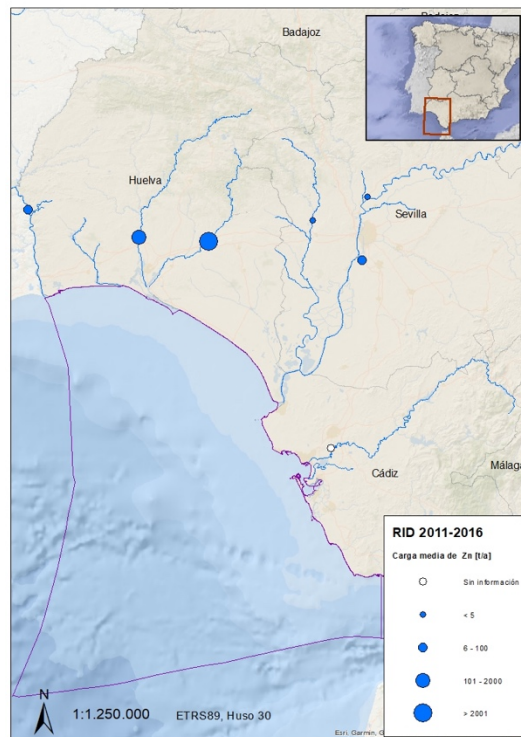 Badajoz
Huelva
Sevilla
Cádiz
Málaga
RID 2011-2016
Carga media de Zn [t/a]
Sin información
< 5
6 - 100
101 - 2000
> 2001
N
1:1.250.000
ETRS89, Huso 30
Esri, Garmin, G